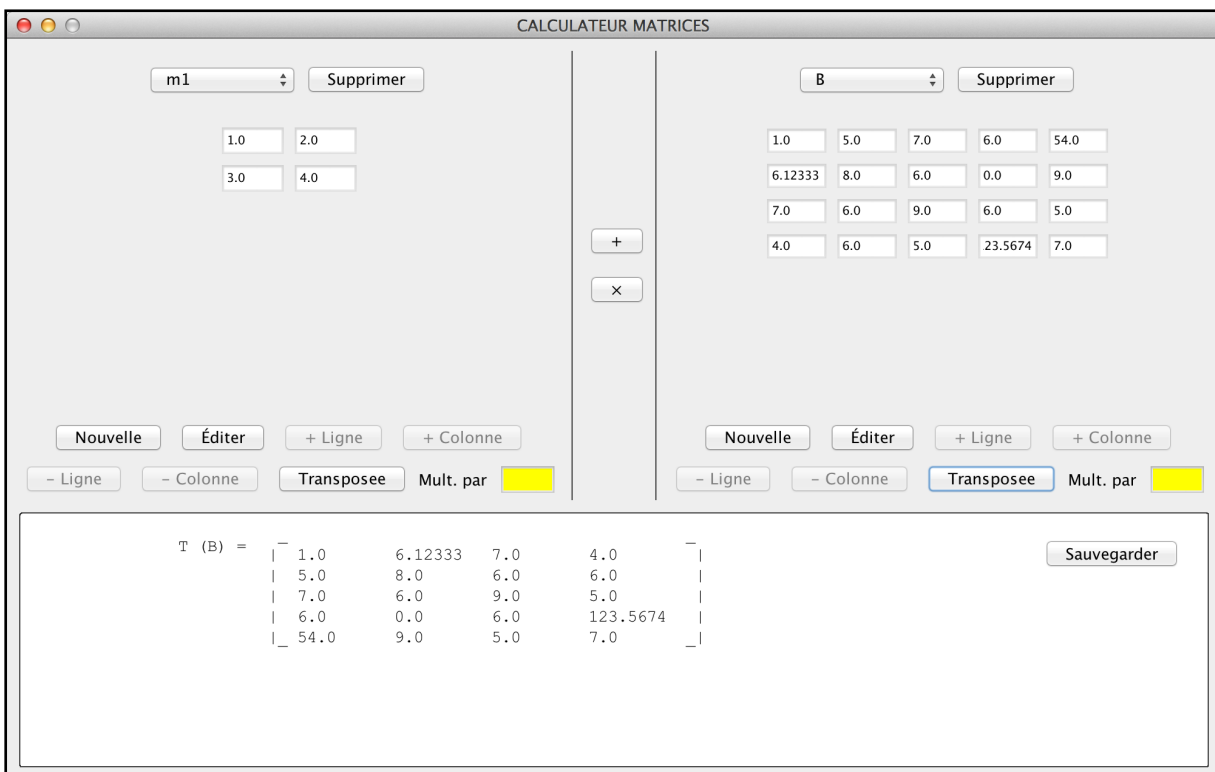 CALCULATEUR MATRICES
m1 Supprimer
1.0 2.0
3.0 4.0
+
×
B Supprimer
1.0 5.0 7.0 6.0 54.0
6.12333 8.0 6.0 0.0 9.0
7.0 6.0 9.0 6.0 5.0
4.0 6.0 5.0 23.5674 7.0
Nouvelle Éditer + Ligne + Colonne
- Ligne - Colonne Transposee Mult. par
Nouvelle Éditer + Ligne + Colonne
- Ligne - Colonne Transposee Mult. par
T (B) = | 1.0 6.12333 7.0 4.0 |
| 5.0 8.0 6.0 6.0 |
| 7.0 6.0 9.0 5.0 |
| 6.0 0.0 6.0 123.5674 |
|_ 54.0 9.0 5.0 7.0 _|
Sauvegarder